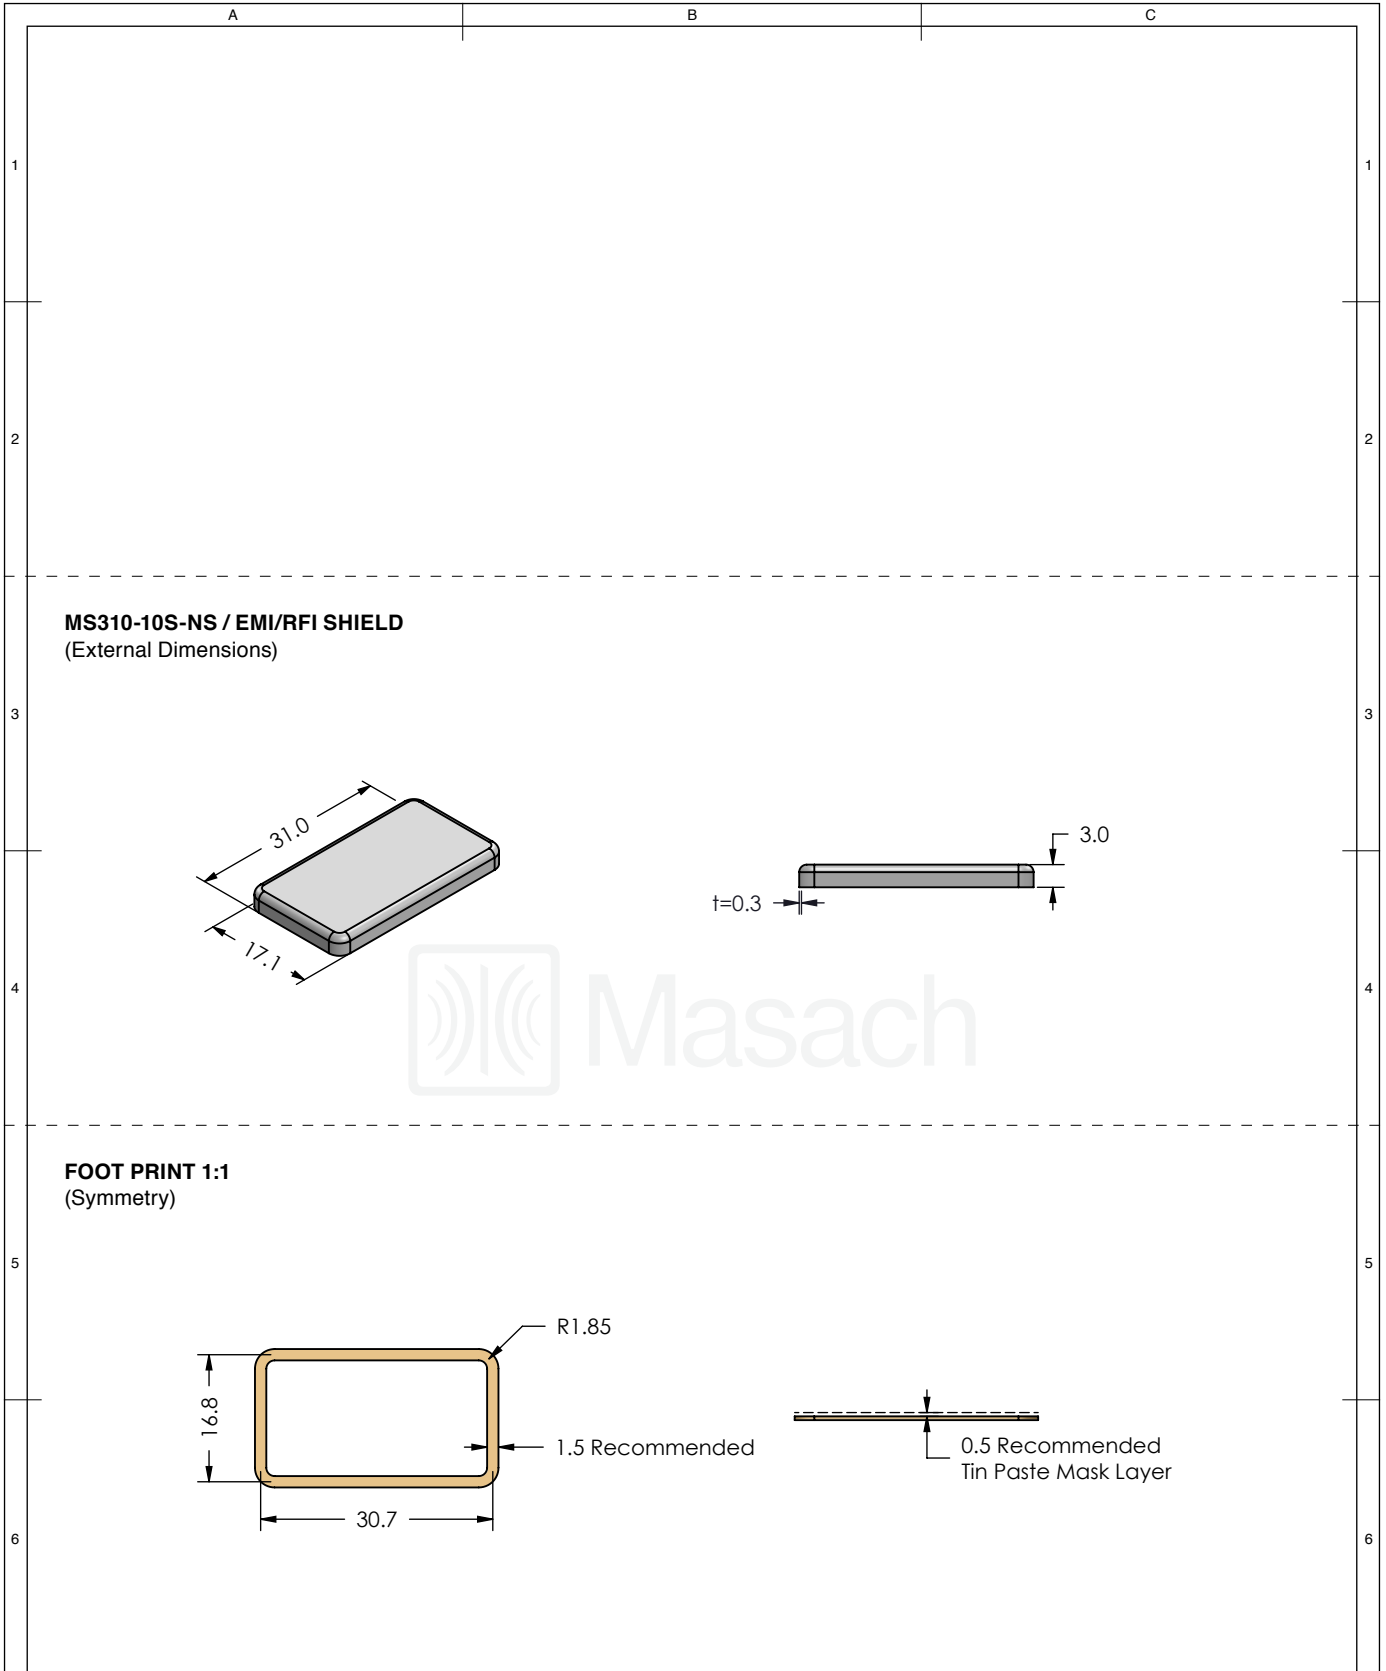 A B C
1 1
2 2
MS310-10S-NS / EMI/RFI SHIELD
(External Dimensions)
3 3
31.0
17.1
3.0
t=0.3
Masach
4 4
FOOT PRINT 1:1
(Symmetry)
5 5
R1.85
16.8
1.5 Recommended
30.7
0.5 Recommended
Tin Paste Mask Layer
6 6